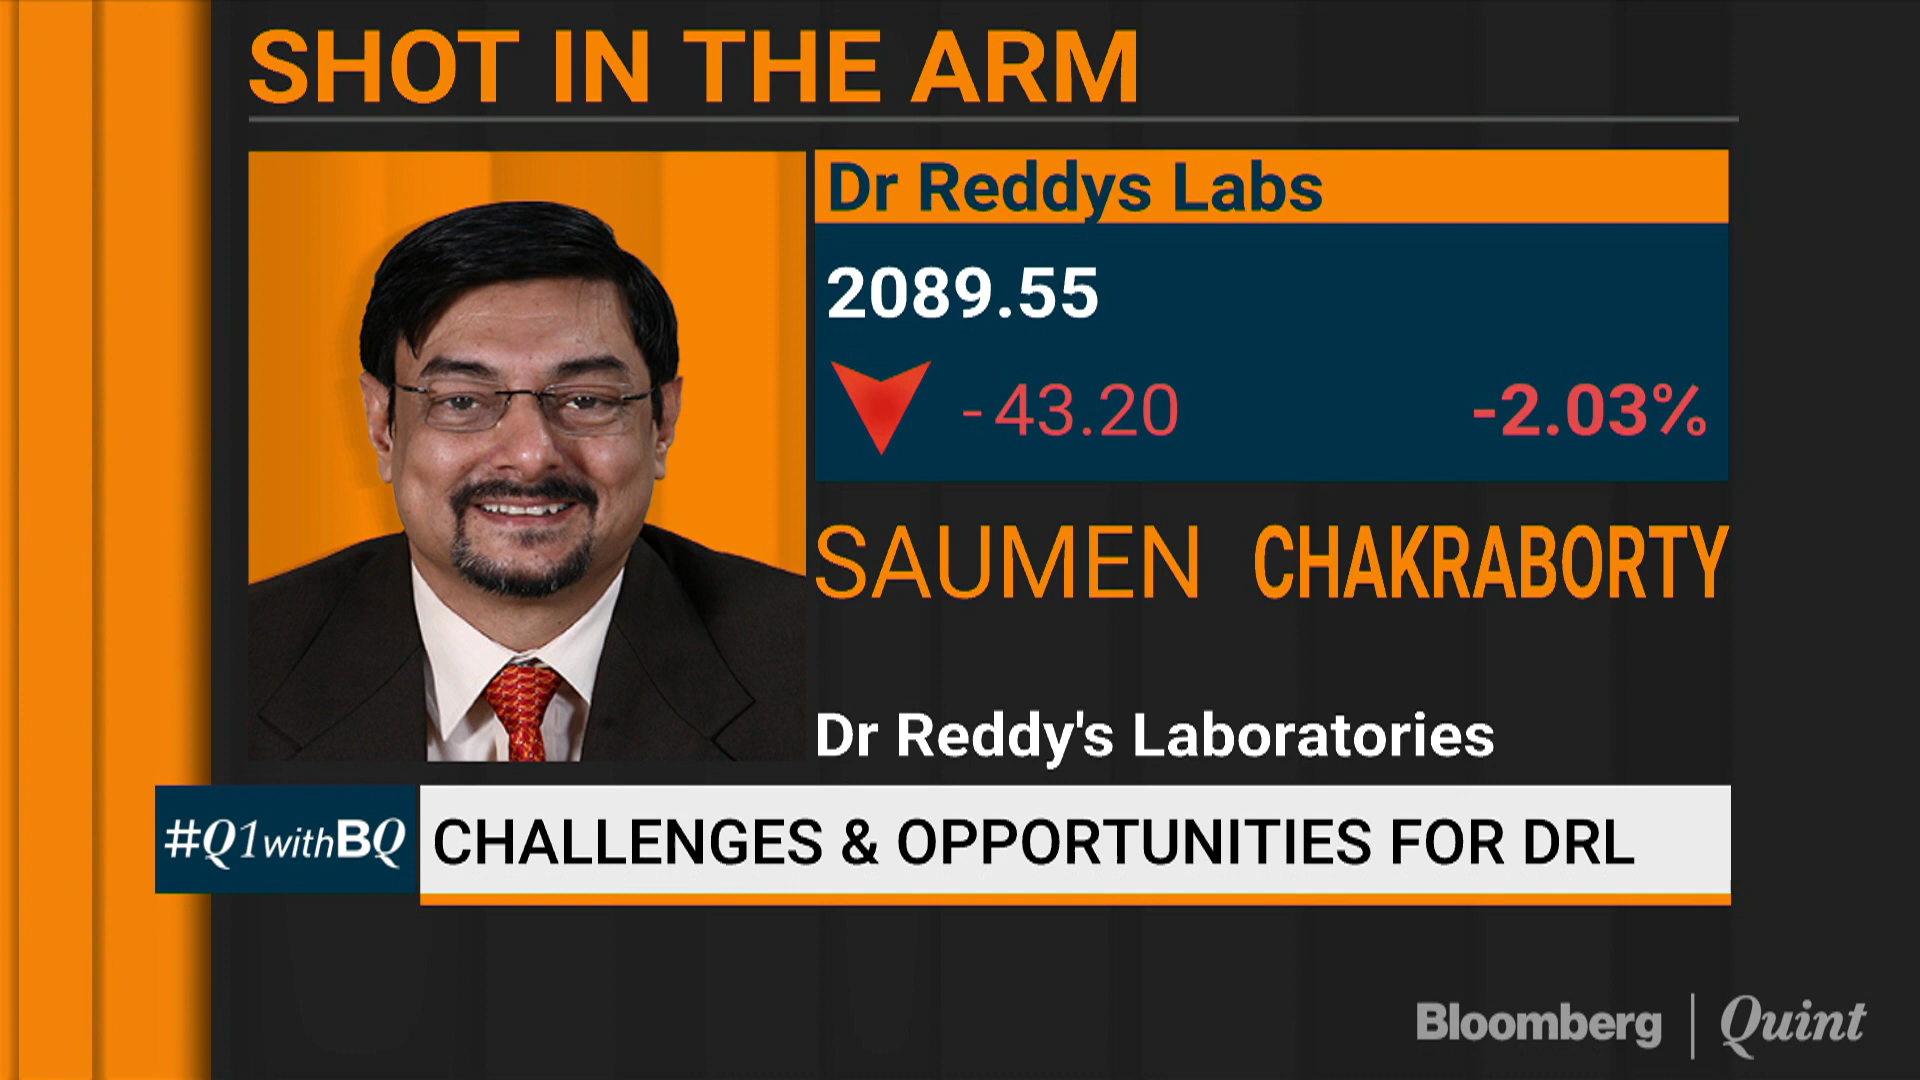 SHOT IN THE ARM
Dr Reddys Labs
2089.55
-43.20 -2.03%
SAUMEN CHAKRABORTY
Dr Reddy's Laboratories
#Q1withBQ CHALLENGES & OPPORTUNITIES FOR DRL
Bloomberg | Quint